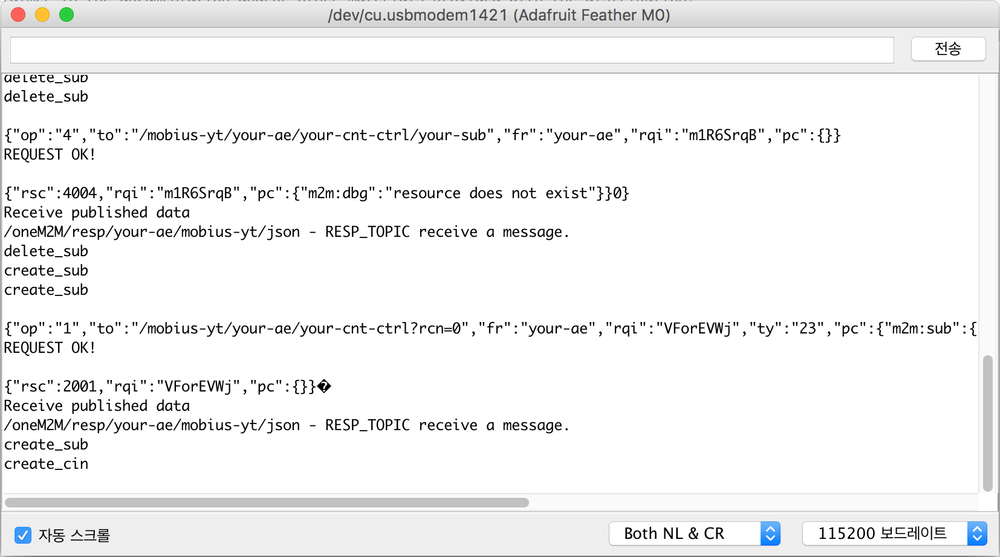 /dev/cu.usbmodem1421 (Adafruit Feather M0)
전송
delete_sub
delete_sub
{"op":"4","to":"/mobius-yt/your-ae/your-cnt-ctrl/your-sub","fr":"your-ae","rqi":"m1R6SrqB","pc":{}}
REQUEST OK!
{"rsc":4004,"rqi":"m1R6SrqB","pc":{"m2m:dbg":"resource does not exist"}}0}
Receive published data
/oneM2M/resp/your-ae/mobius-yt/json - RESP_TOPIC receive a message.
delete_sub
create_sub
create_sub
{"op":"1","to":"/mobius-yt/your-ae/your-cnt-ctrl?rcn=0","fr":"your-ae","rqi":"VForEVWj","ty":"23","pc":{"m2m:sub":{
REQUEST OK!
{"rsc":2001,"rqi":"VForEVWj","pc":{}}�
Receive published data
/oneM2M/resp/your-ae/mobius-yt/json - RESP_TOPIC receive a message.
create_sub
create_cin
자동 스크롤
Both NL & CR
115200 보드레이트